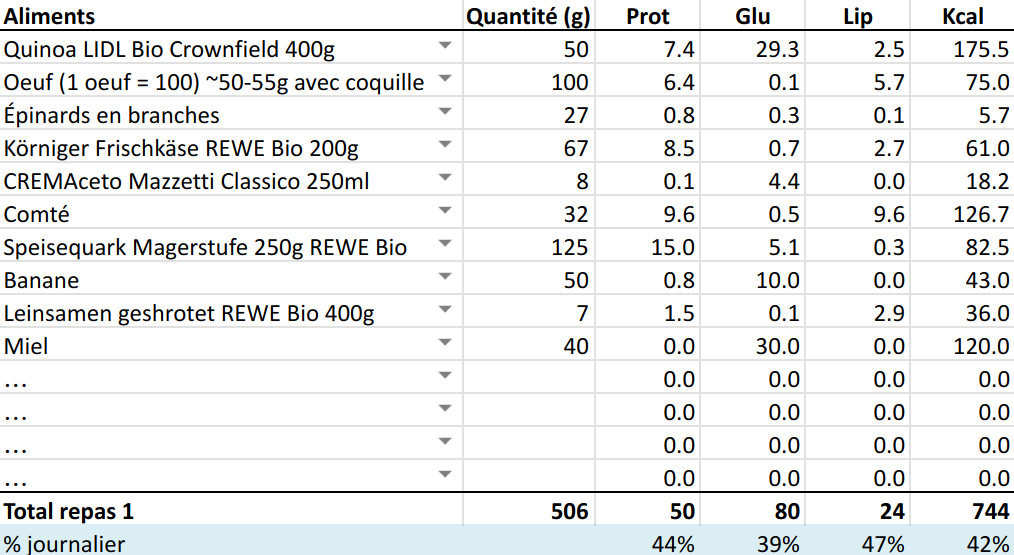 Aliments Quantité (g) Prot Glu Lip Kcal
Quinoa LIDL Bio Crownfield 400g 50 7.4 29.3 2.5 175.5
Oeuf (1 oeuf = 100) ~50-55g avec coquille 100 6.4 0.1 5.7 75.0
Épinards en branches 27 0.8 0.3 0.1 5.7
Körniger Frischkäse REWE Bio 200g 67 8.5 0.7 2.7 61.0
CREMAceto Mazzetti Classico 250ml 8 0.1 4.4 0.0 18.2
Comté 32 9.6 0.5 9.6 126.7
Speisequark Magerstufe 250g REWE Bio 125 15.0 5.1 0.3 82.5
Banane 50 0.8 10.0 0.0 43.0
Leinsamen geshrotet REWE Bio 400g 7 1.5 0.1 2.9 36.0
Miel 40 0.0 30.0 0.0 120.0
... 0.0 0.0 0.0 0.0
... 0.0 0.0 0.0 0.0
... 0.0 0.0 0.0 0.0
... 0.0 0.0 0.0 0.0
Total repas 1 506 50 80 24 744
% journalier 44% 39% 47% 42%